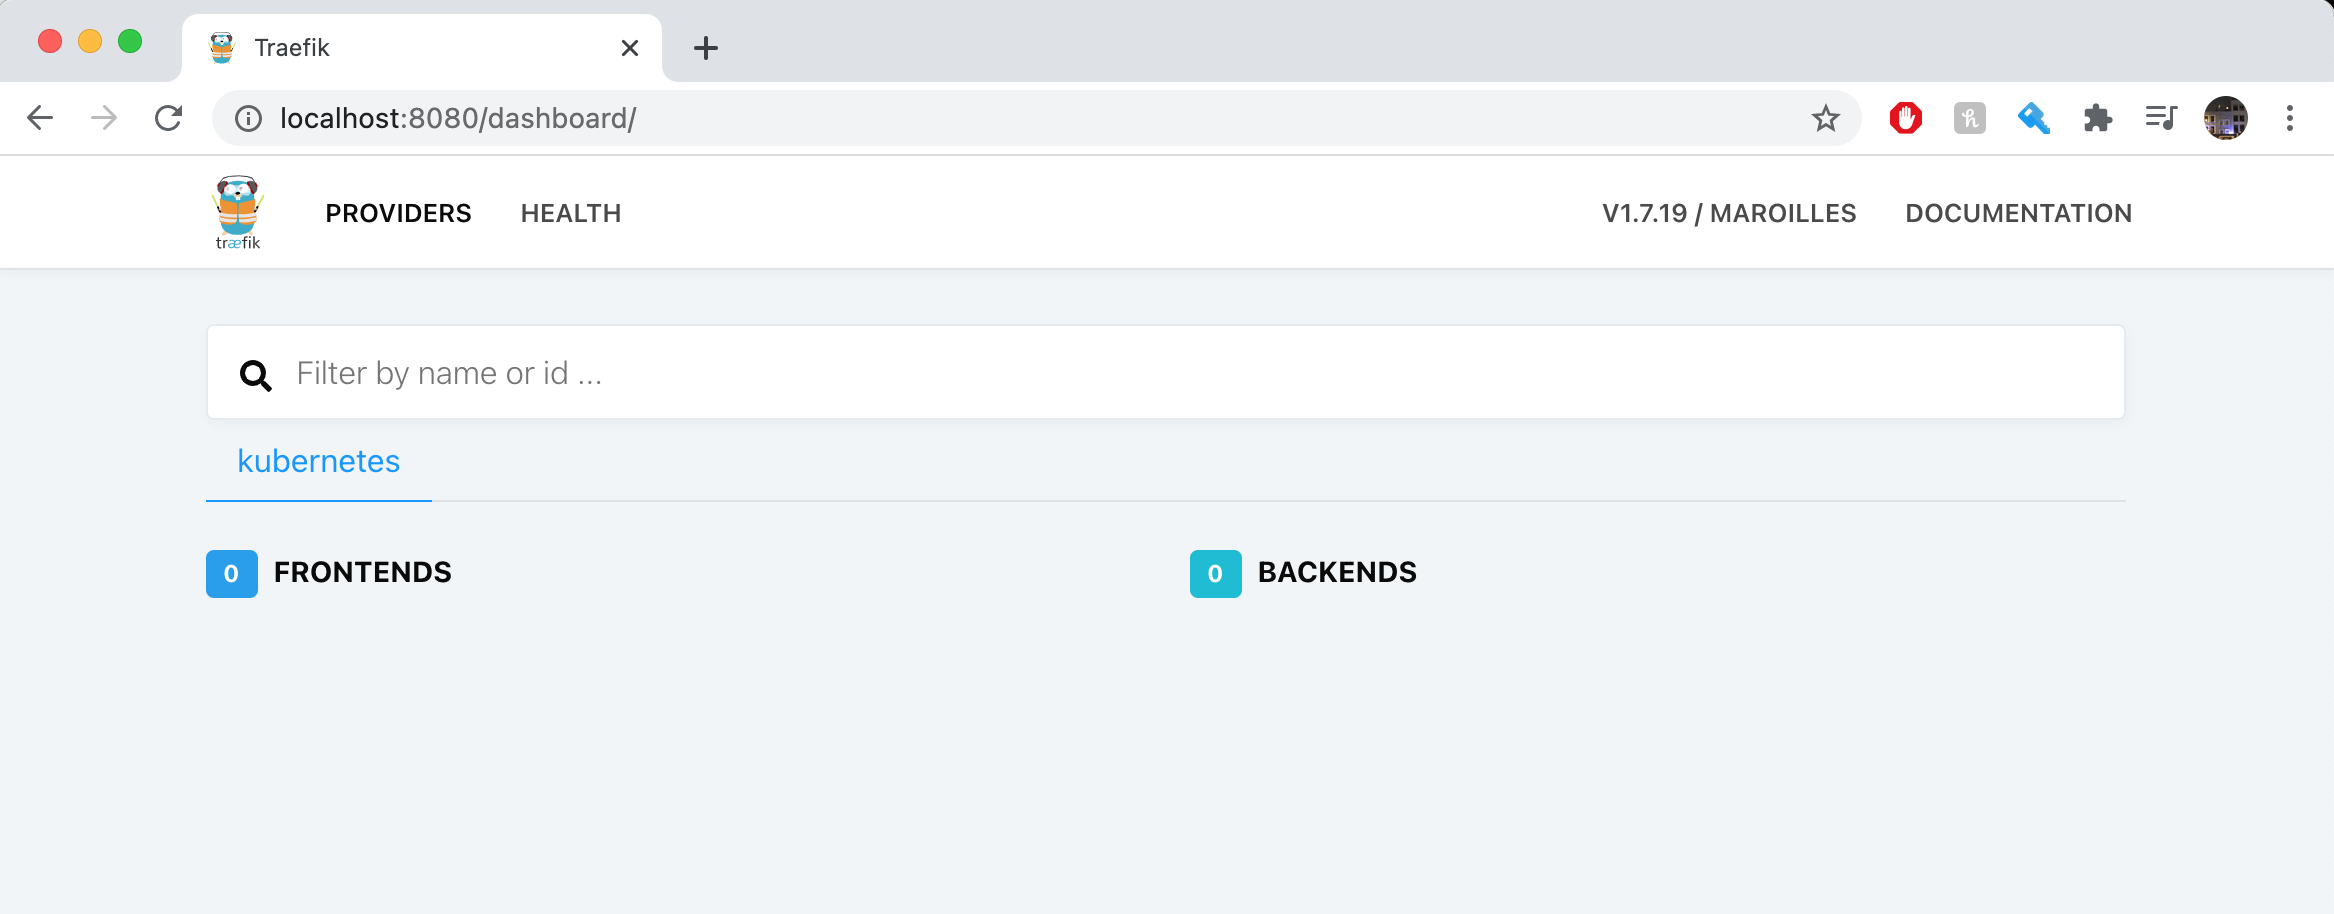 Traefik
localhost:8080/dashboard/
træfik
PROVIDERS HEALTH V1.7.19 / MAROILLES DOCUMENTATION
Filter by name or id ...
kubernetes
0 FRONTENDS 0 BACKENDS